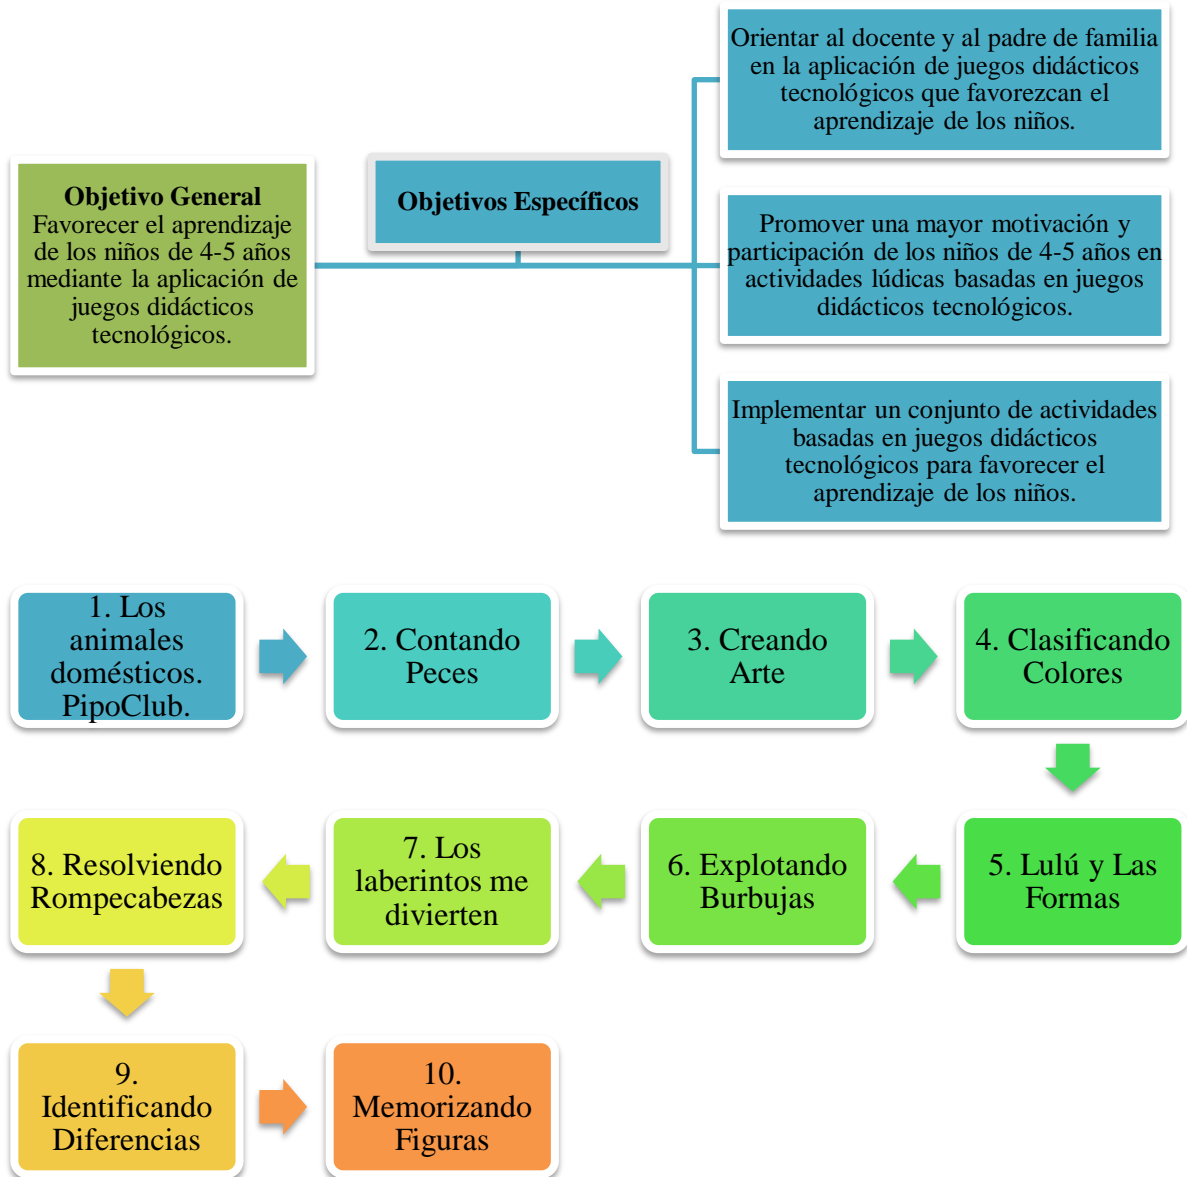 Objetivo General
Favorecer el aprendizaje
de los niños de 4-5 años
mediante la aplicación de
juegos didácticos
tecnológicos.
Objetivos Específicos
Orientar al docente y al padre de familia
en la aplicación de juegos didácticos
tecnológicos que favorezcan el
aprendizaje de los niños.
Promover una mayor motivación y
participación de los niños de 4-5 años en
actividades lúdicas basadas en juegos
didácticos tecnológicos.
Implementar un conjunto de actividades
basadas en juegos didácticos
tecnológicos para favorecer el
aprendizaje de los niños.
1. Los
animales
domésticos.
PipoClub.
2. Contando
Peces
3. Creando
Arte
4. Clasificando
Colores
5. Lulú y Las
Formas
6. Explotando
Burbujas
7. Los
laberintos me
divierten
8. Resolviendo
Rompecabezas
9.
Identificando
Diferencias
10.
Memorizando
Figuras